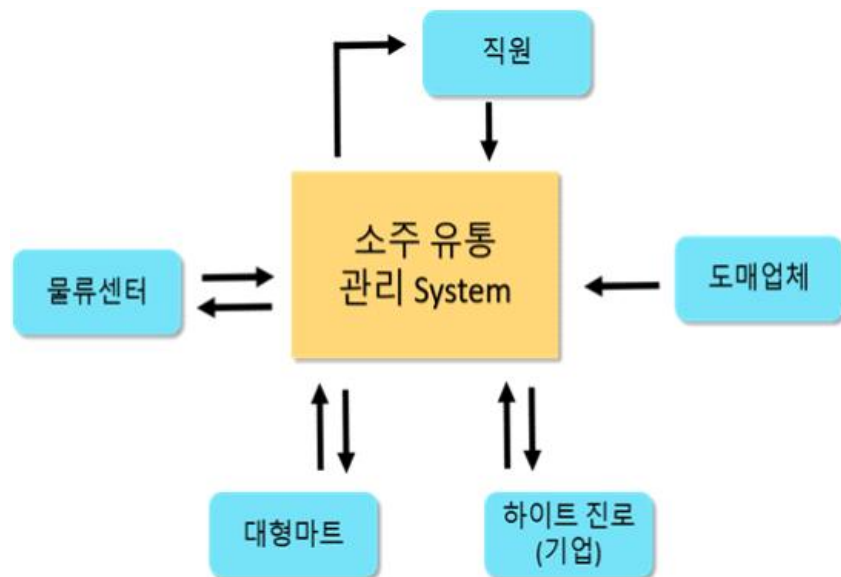 직원
소주 유통
관리 System
물류센터
도매업체
대형마트
하이트 진로
(기업)